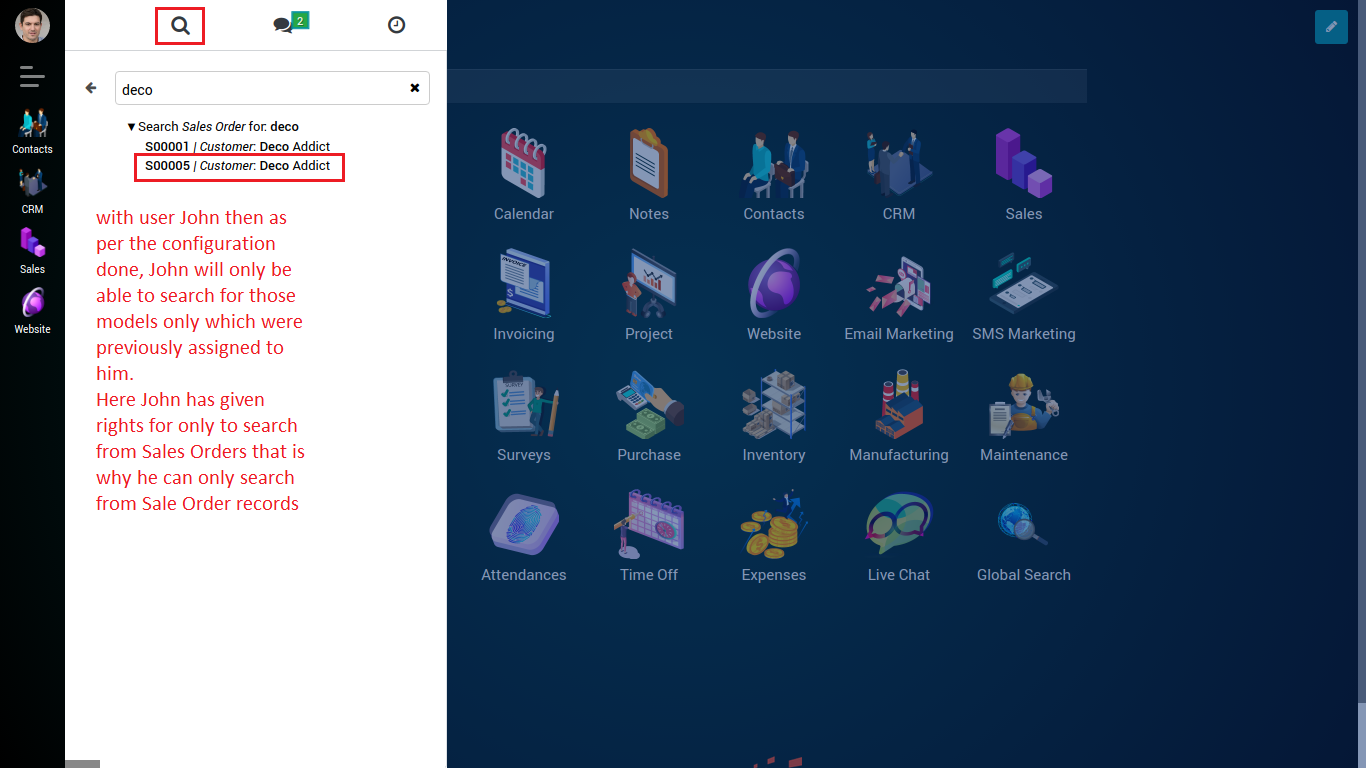 2
deco
Search Sales Order for: deco
S00001 | Customer: Deco Addict
S00005 | Customer: Deco Addict
with user John then as
per the configuration
done, John will only be
able to search for those
models only which were
previously assigned to
him.
Here John has given
rights for only to search
from Sales Orders that is
why he can only search
from Sale Order records
Contacts
CRM
Sales
Website
Calendar
Notes
Contacts
CRM
Sales
INVOICE
Invoicing
Project
Website
Email Marketing
SMS Marketing
SURVEY
Surveys
Purchase
Inventory
Manufacturing
Maintenance
Attendances
Time Off
Expenses
Live Chat
Global Search